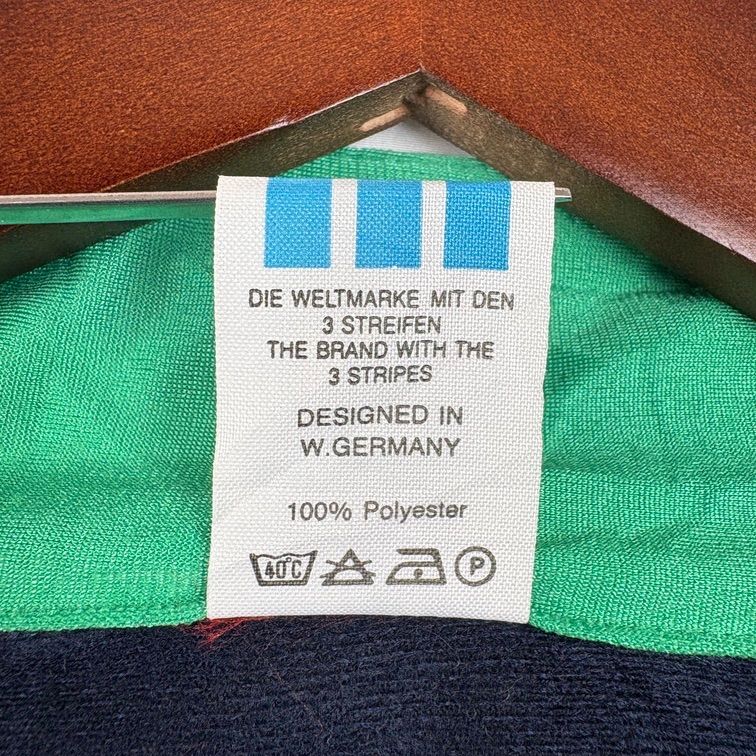 DIE WELTMARKE MIT DEN
3 STREIFEN
THE BRAND WITH THE
3 STRIPES
DESIGNED IN
W.GERMANY
100% Polyester
40°C P